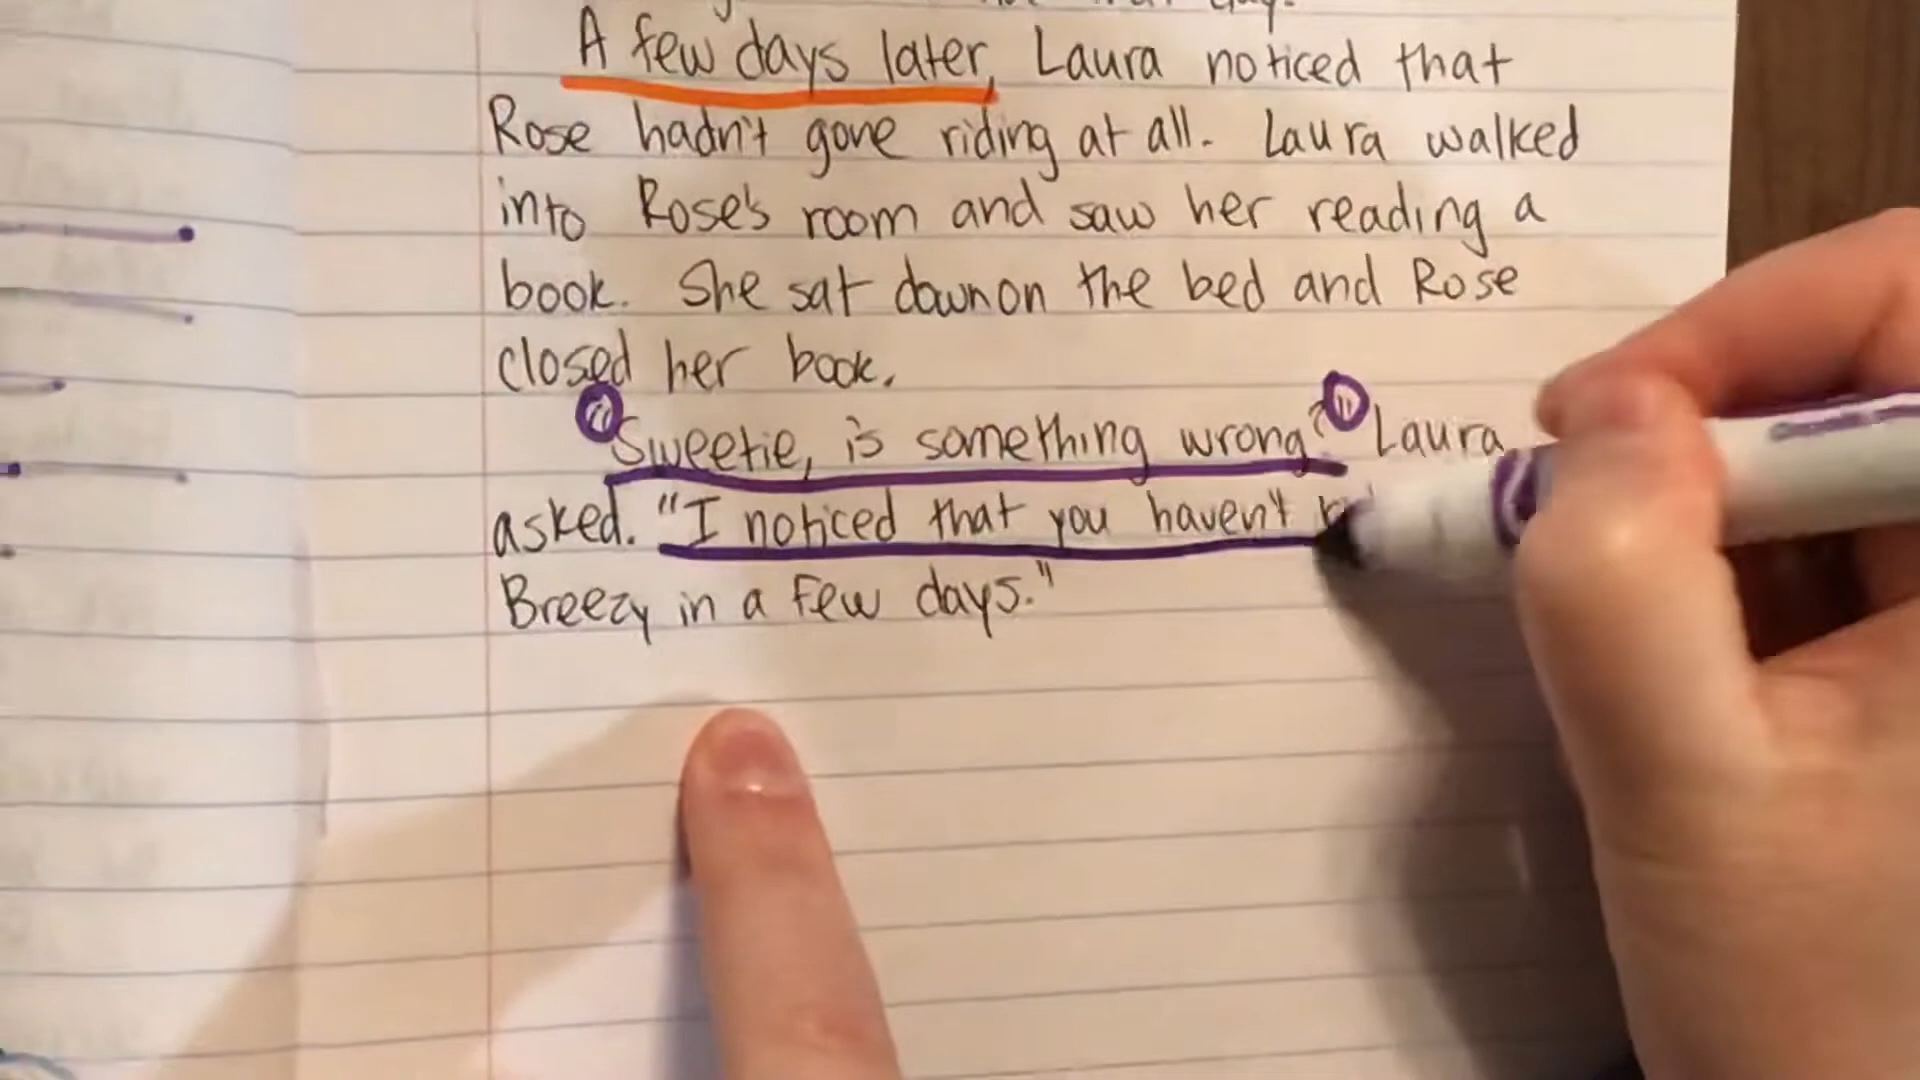 A few days later, Laura noticed that
Rose hadn't gone riding at all. Laura walked
into Rose's room and saw her reading a
book. She sat down on the bed and Rose
closed her book.
"Sweetie, is something wrong?" Laura
asked. "I noticed that you haven't
Breezy in a few days."